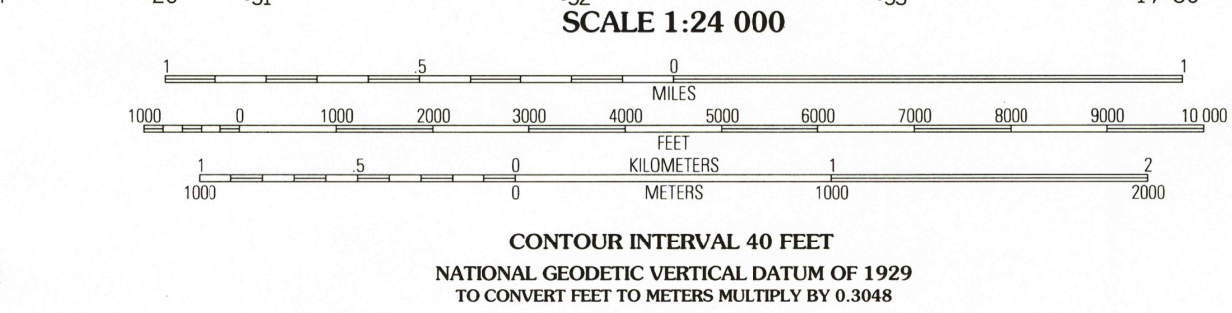 SCALE 1:24 000
1 .5 0 1
MILES
1000 0 1000 2000 3000 4000 5000 6000 7000 8000 9000 10 000
FEET
1 .5 0 KILOMETERS 1 2
1000 0 METERS 1000 2000
CONTOUR INTERVAL 40 FEET
NATIONAL GEODETIC VERTICAL DATUM OF 1929
TO CONVERT FEET TO METERS MULTIPLY BY 0.3048